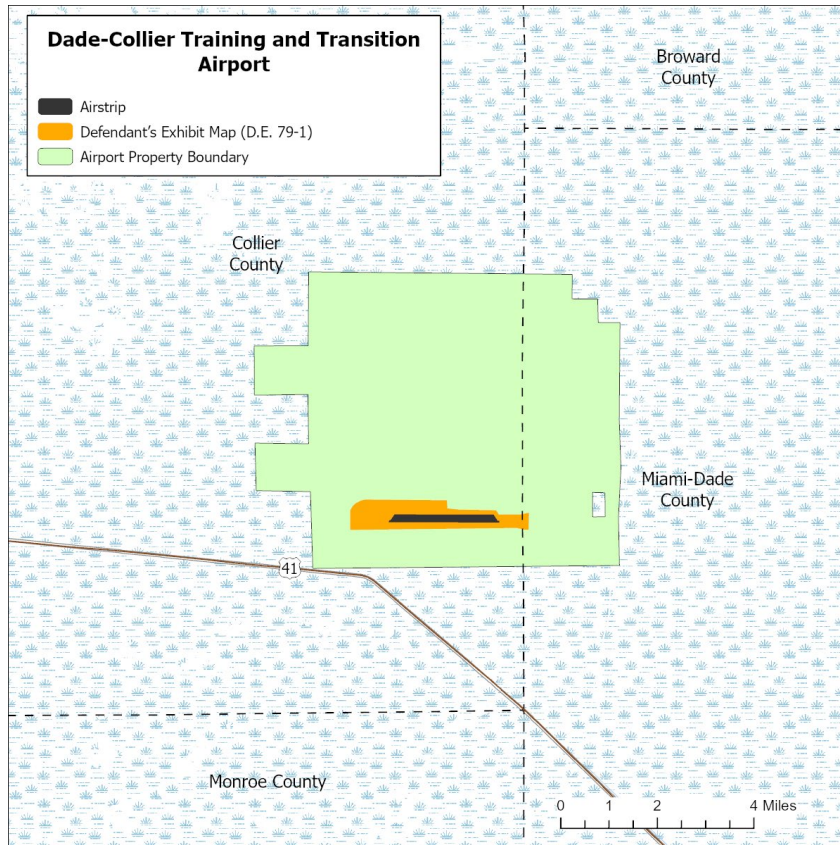 Dade-Collier Training and Transition
Airport
Airstrip
Defendant's Exhibit Map (D.E. 79-1)
Airport Property Boundary
Broward
County
Collier
County
Miami-Dade
County
41
Monroe County
0 1 2 4 Miles